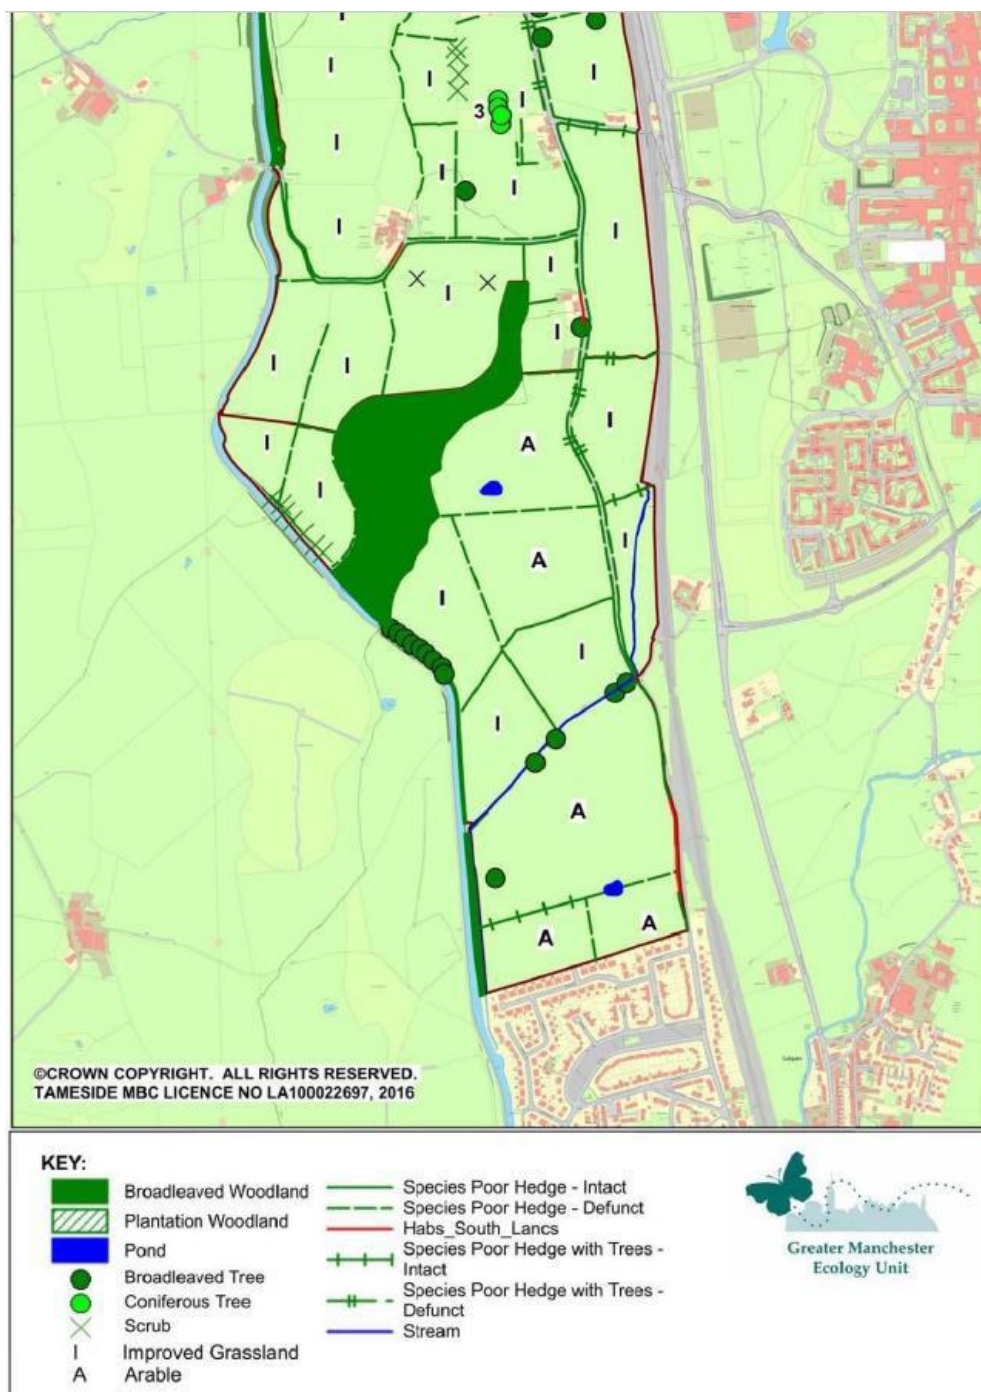 I
I
I
I
I
3
I
I
I
I
I
I
I
I
I
I
I
I
A
I
I
A
I
I
I
I
A
A
A
©CROWN COPYRIGHT. ALL RIGHTS RESERVED.
TAMESIDE MBC LICENCE NO LA100022697, 2016
KEY:
Broadleaved Woodland
Plantation Woodland
Pond
Broadleaved Tree
Coniferous Tree
Scrub
I Improved Grassland
A Arable
Species Poor Hedge - Intact
Species Poor Hedge - Defunct
Habs_South_Lancs
Species Poor Hedge with Trees -
Intact
Species Poor Hedge with Trees -
Defunct
Stream
Greater Manchester
Ecology Unit